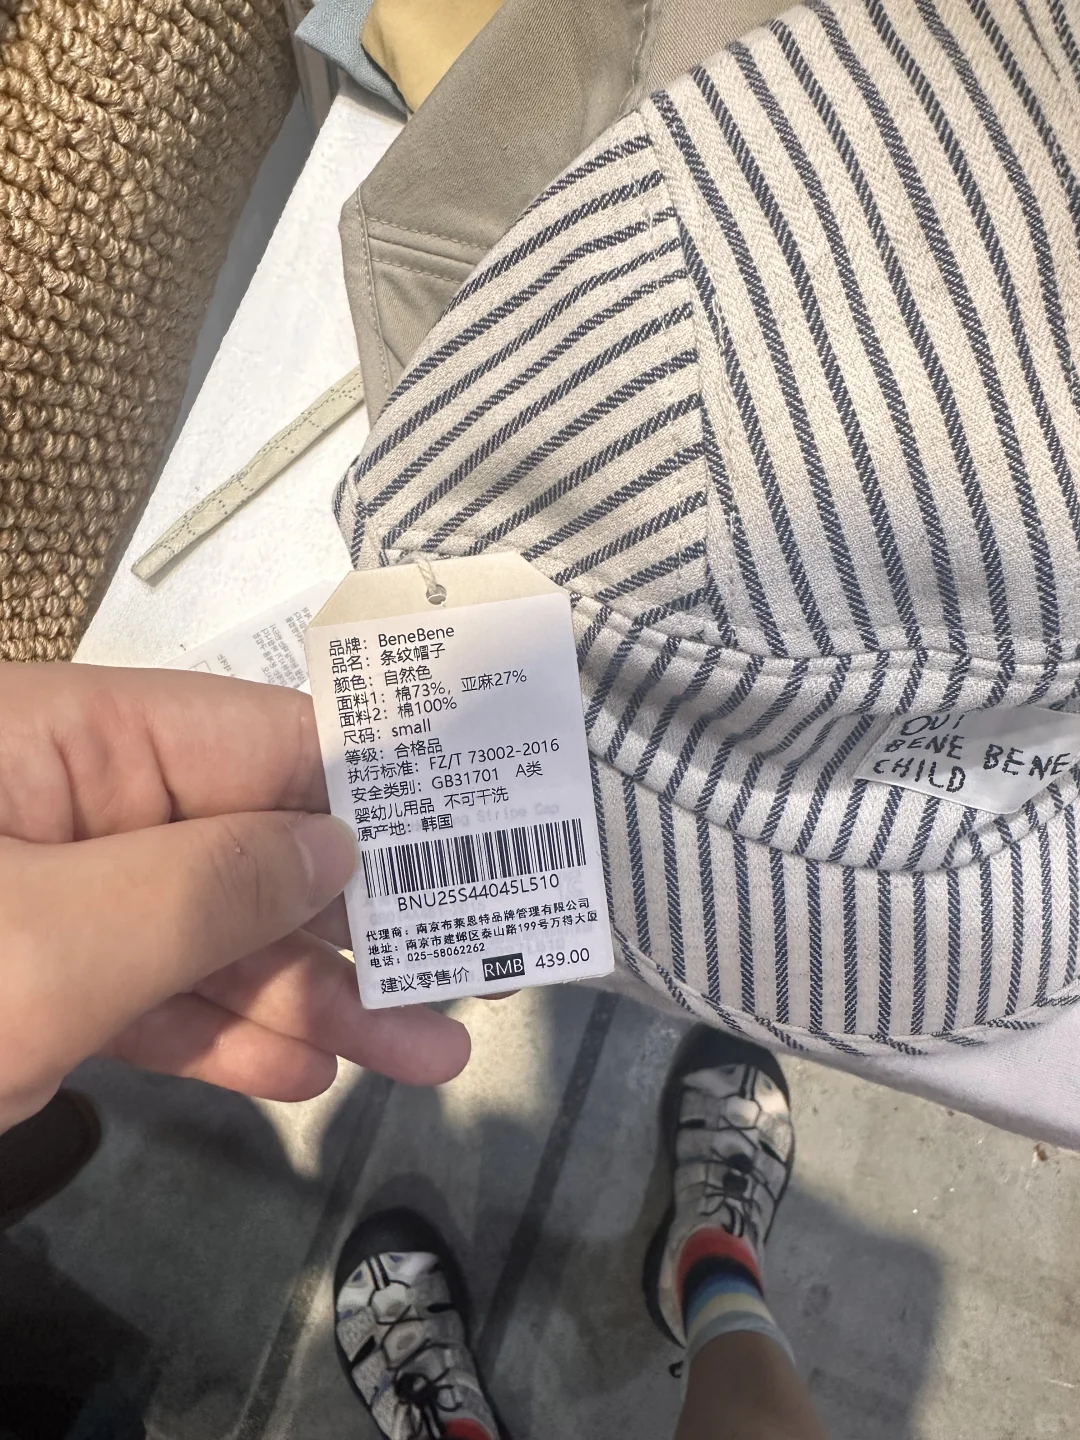 品牌：BeneBene
品名：条纹帽子
颜色：自然色
面料1：棉73%，亚麻27%
面料2：棉100%
尺码：small
等级：合格品
执行标准：FZ/T 73002-2016
安全类别：GB31701 A类
婴幼儿用品 不可干洗
原产地：韩国
BNU25S44045L510
代理商：南京布莱恩特品牌管理有限公司
地址：南京市建邺区泰山路199号万得大厦
电话：025-58062262
建议零售价 RMB 439.00
OUI
BENE BENE
CHILD